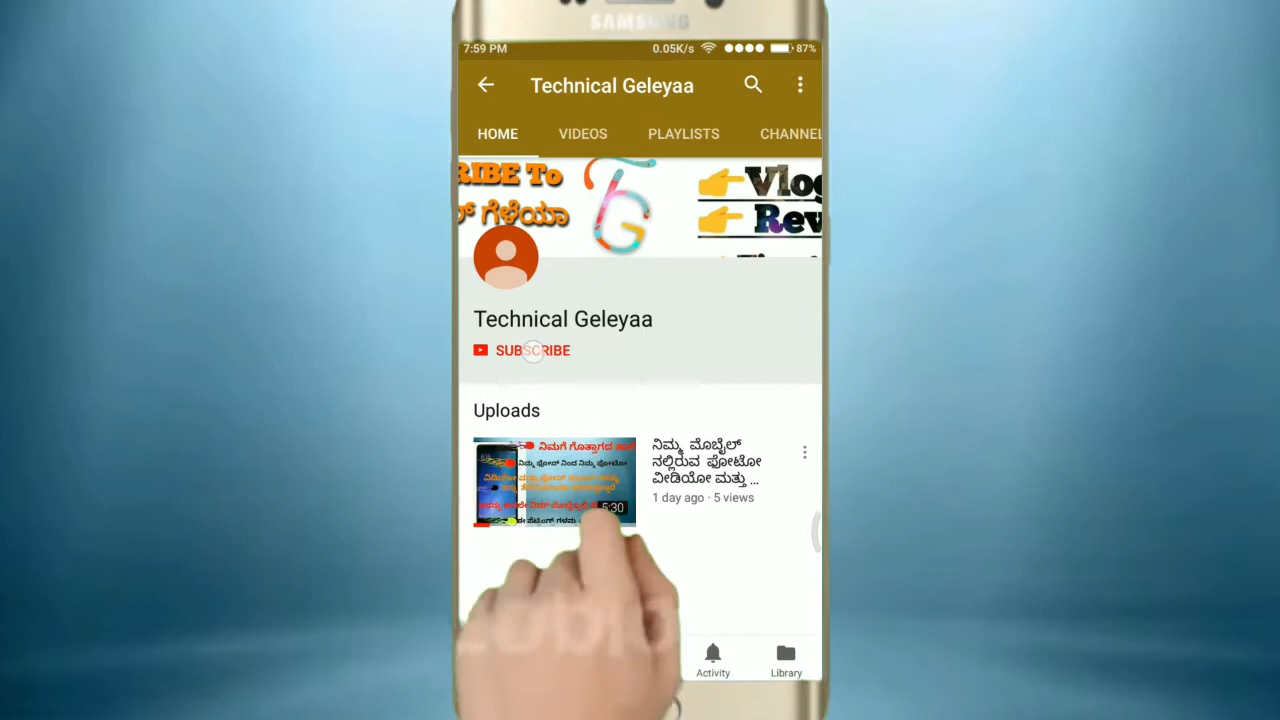 SAMSUNG
7:59 PM 0.05K/s 87%
Technical Geleyaa
HOME VIDEOS PLAYLISTS CHANNEL
RIBE To
ಗೆಳೆಯಾ
Vlog
Rev
Technical Geleyaa
SUBSCRIBE
Uploads
ನಿಮಗೆ ಗೊತ್ತಾಗದ ಹಾಗೆ
ನಿಮ್ಮ ಫೋನ್ ನಿಂದ ನಿಮ್ಮ ಫೋಟೋ
5:30
ನಿಮ್ಮ ಮೊಬೈಲ್
ನಲ್ಲಿರುವ ಫೋಟೋ
ವೀಡಿಯೋ ಮತ್ತು ...
1 day ago · 5 views
Activity Library